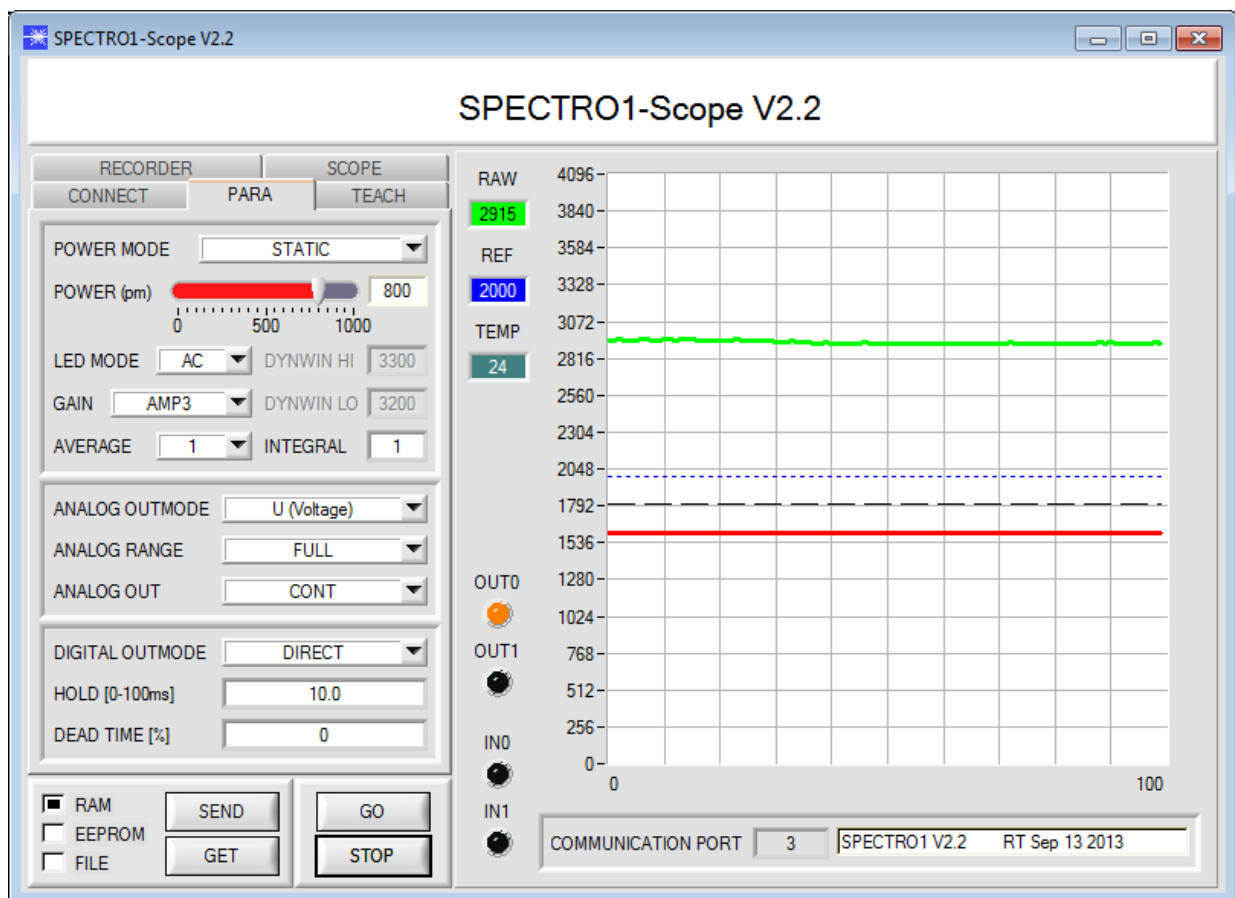 SPECTRO1-Scope V2.2
SPECTRO1-Scope V2.2
RECORDER SCOPE
CONNECT PARA TEACH
POWER MODE STATIC
POWER (pm) 800
0 500 1000
LED MODE AC DYNWIN HI 3300
GAIN AMP3 DYNWIN LO 3200
AVERAGE 1 INTEGRAL 1
ANALOG OUTMODE U (Voltage)
ANALOG RANGE FULL
ANALOG OUT CONT
DIGITAL OUTMODE DIRECT
HOLD [0-100ms] 10.0
DEAD TIME [%] 0
RAM
EEPROM
FILE
SEND
GET
GO
STOP
RAW
2915
REF
2000
TEMP
24
OUT0
OUT1
IN0
IN1
4096
3840
3584
3328
3072
2816
2560
2304
2048
1792
1536
1280
1024
768
512
256
0
0 100
COMMUNICATION PORT 3 SPECTRO1 V2.2 RT Sep 13 2013